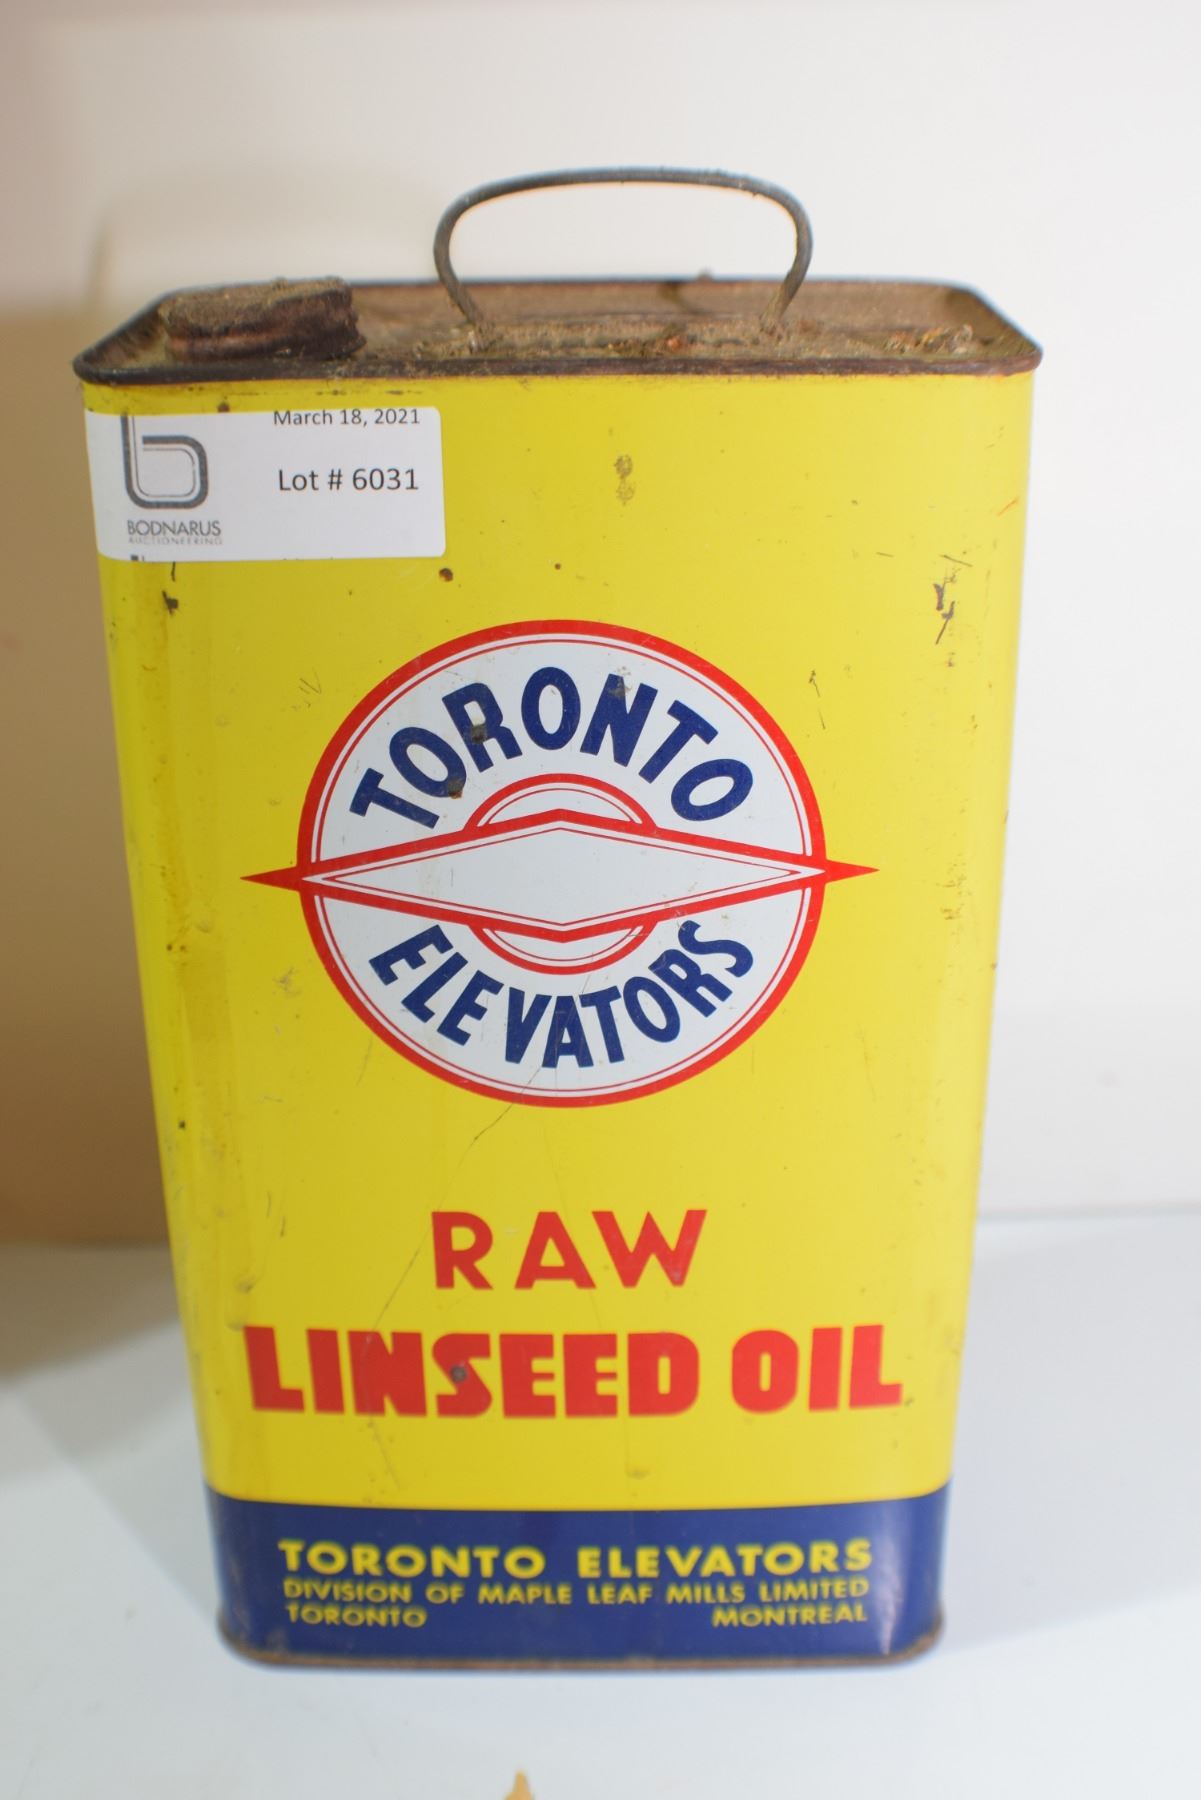 March 18, 2021
Lot # 6031
BODNARUS
AUCTIONEERING
TORONTO
ELEVATORS
RAW
LINSEED OIL
TORONTO ELEVATORS
DIVISION OF MAPLE LEAF MILLS LIMITED
TORONTO MONTREAL